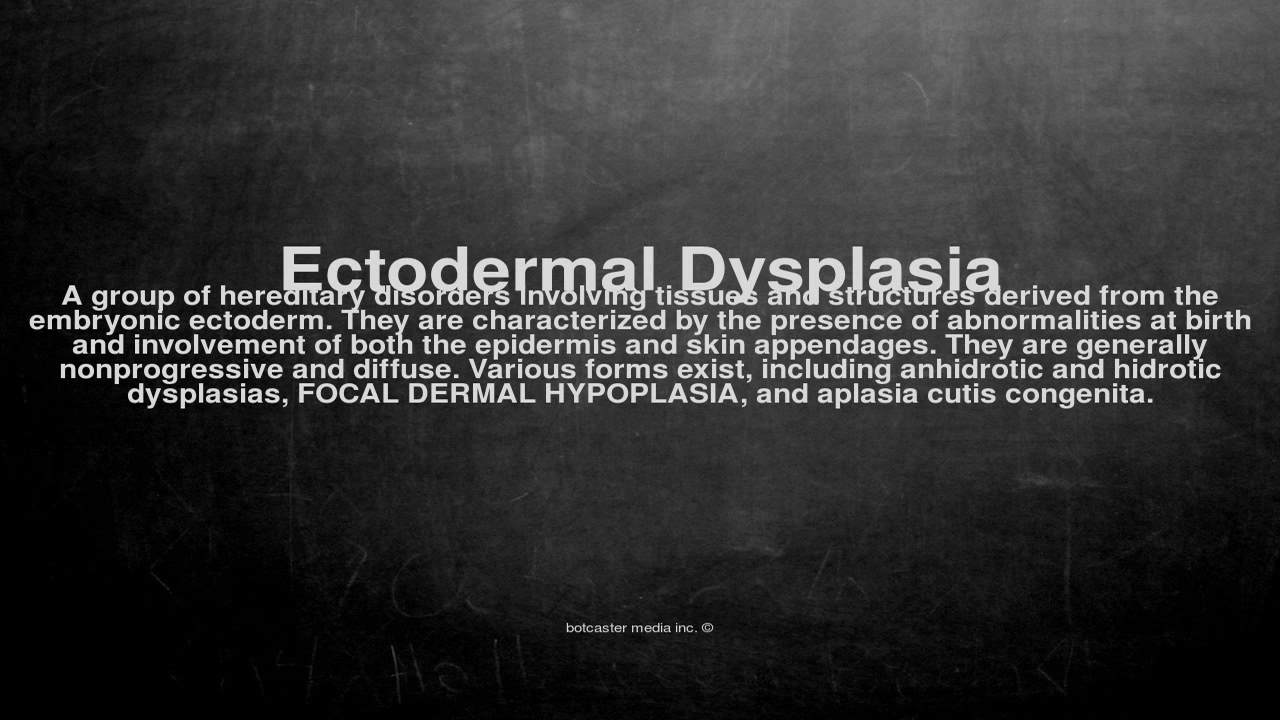 Ectodermal Dysplasia
A group of hereditary disorders involving tissues and structures derived from the
embryonic ectoderm. They are characterized by the presence of abnormalities at birth
and involvement of both the epidermis and skin appendages. They are generally
nonprogressive and diffuse. Various forms exist, including anhidrotic and hidrotic
dysplasias, FOCAL DERMAL HYPOPLASIA, and aplasia cutis congenita.
botcaster media inc. ©